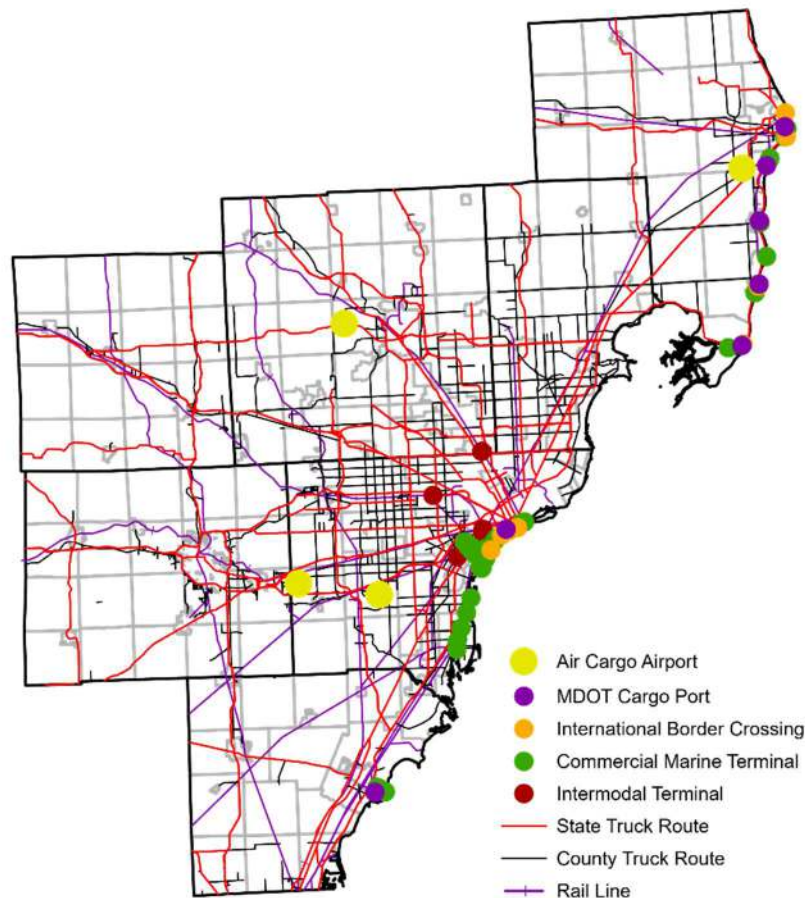 Air Cargo Airport
MDOT Cargo Port
International Border Crossing
Commercial Marine Terminal
Intermodal Terminal
State Truck Route
County Truck Route
Rail Line